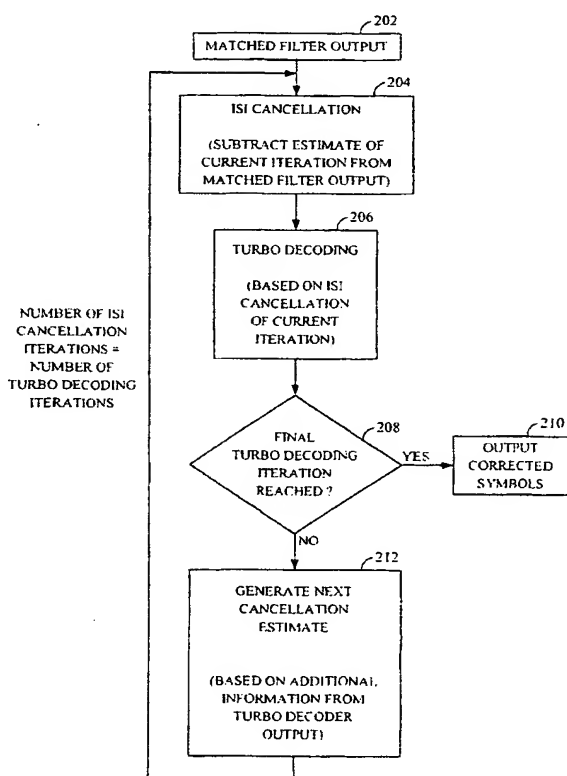 202
MATCHED FILTER OUTPUT
204
ISI CANCELLATION
(SUBTRACT ESTIMATE OF
CURRENT ITERATION FROM
MATCHED FILTER OUTPUT)
206
TURBO DECODING
(BASED ON ISI
CANCELLATION
OF CURRENT
ITERATION)
NUMBER OF ISI
CANCELLATION
ITERATIONS =
NUMBER OF
TURBO DECODING
ITERATIONS
208
FINAL
TURBO DECODING
ITERATION
REACHED ?
YES
210
OUTPUT
CORRECTED
SYMBOLS
NO
212
GENERATE NEXT
CANCELLATION
ESTIMATE
(BASED ON ADDITIONAL
INFORMATION FROM
TURBO DECODER
OUTPUT)